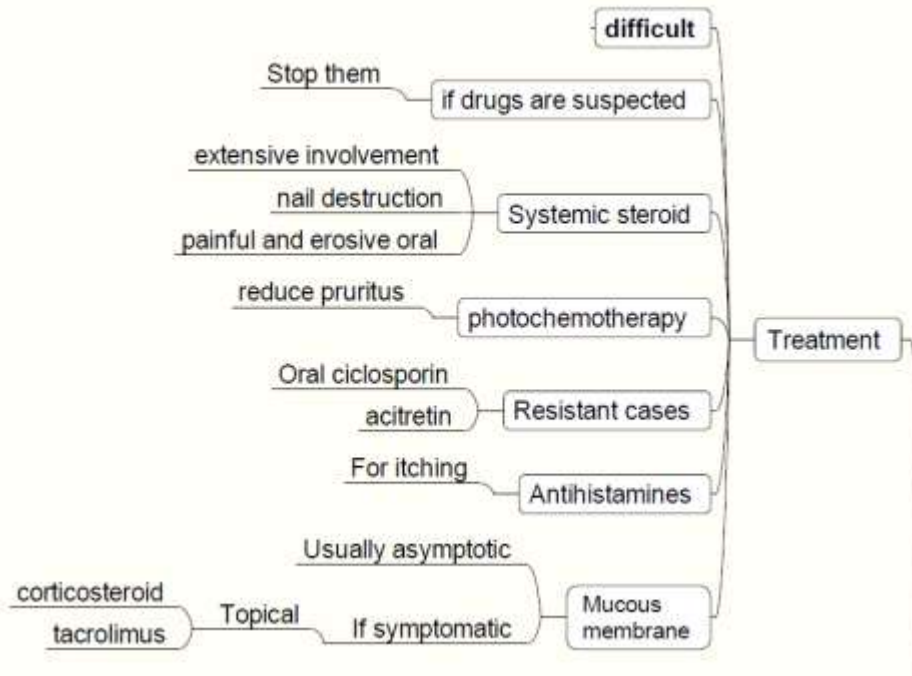 difficult
Stop them
if drugs are suspected
extensive involvement
nail destruction
Systemic steroid
painful and erosive oral
reduce pruritus
photochemotherapy
Treatment
Oral ciclosporin
acitretin
Resistant cases
For itching
Antihistamines
Usually asymptotic
Mucous
membrane
corticosteroid
Topical
If symptomatic
tacrolimus